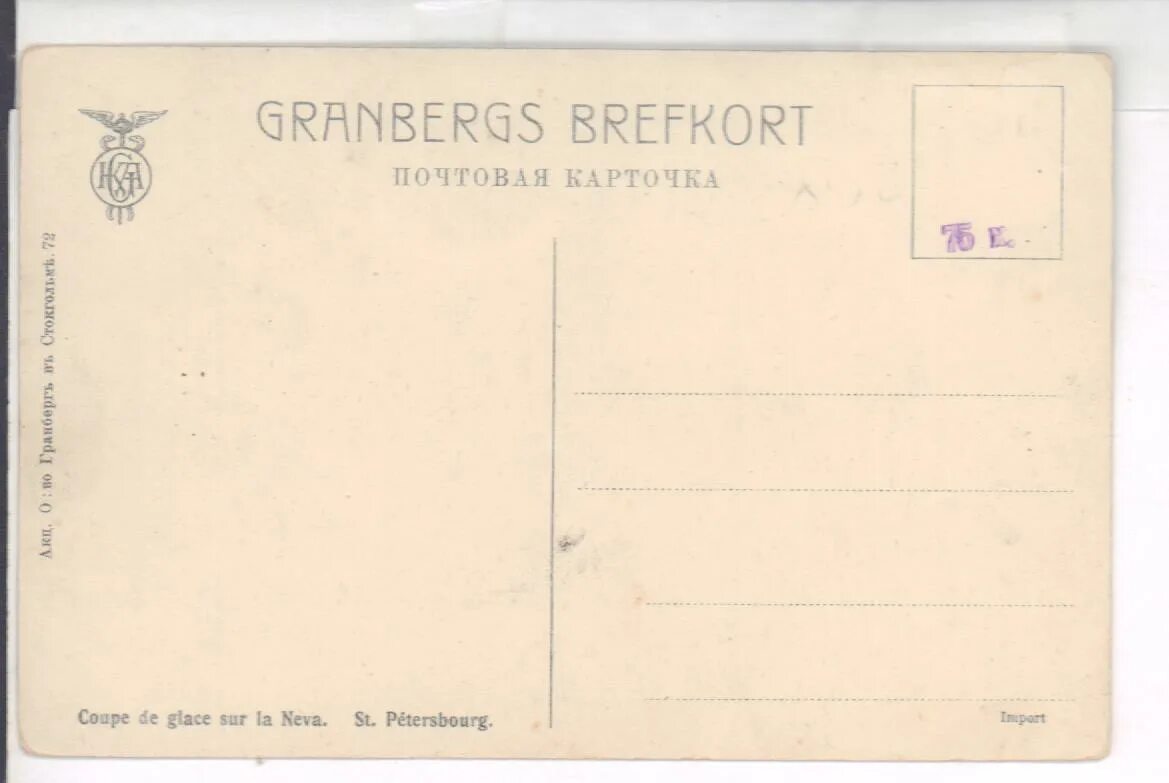 GRANBERGS BREFKORT
ПОЧТОВАЯ КАРТОЧКА
75 к.
Акц. О:во Гранбергъ въ Стокгольмѣ. 72
Coupe de glace sur la Neva. St. Pétersbourg.
Import